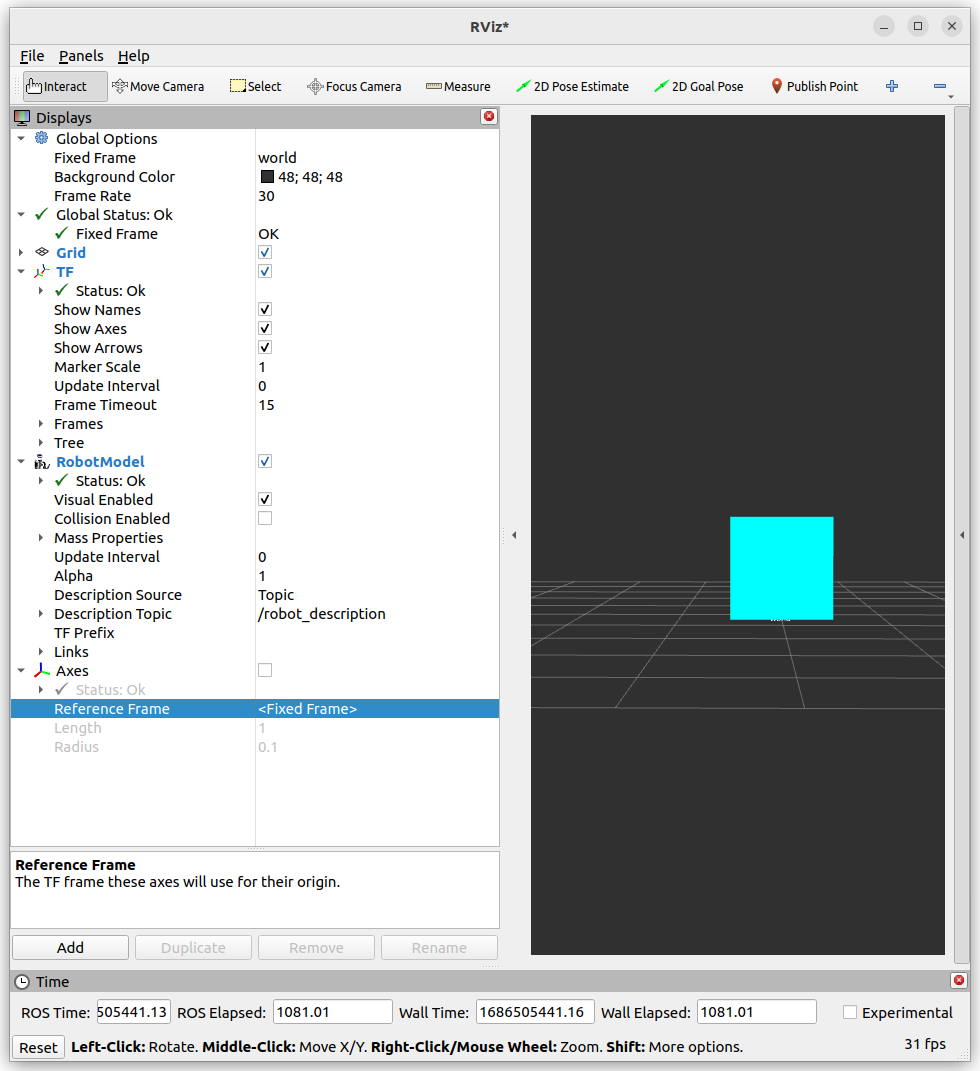 RViz*
File Panels Help
Interact Move Camera Select Focus Camera Measure 2D Pose Estimate 2D Goal Pose Publish Point
Displays
Global Options
Fixed Frame world
Background Color 48; 48; 48
Frame Rate 30
Global Status: Ok
Fixed Frame OK
Grid
TF
Status: Ok
Show Names
Show Axes
Show Arrows
Marker Scale 1
Update Interval 0
Frame Timeout 15
Frames
Tree
RobotModel
Status: Ok
Visual Enabled
Collision Enabled
Mass Properties
Update Interval 0
Alpha 1
Description Source Topic
Description Topic /robot_description
TF Prefix
Links
Axes
Status: Ok
Reference Frame <Fixed Frame>
Length 1
Radius 0.1
Reference Frame
The TF frame these axes will use for their origin.
Add Duplicate Remove Rename
Time
ROS Time: 505441.13 ROS Elapsed: 1081.01 Wall Time: 1686505441.16 Wall Elapsed: 1081.01 Experimental
Reset Left-Click: Rotate. Middle-Click: Move X/Y. Right-Click/Mouse Wheel: Zoom. Shift: More options. 31 fps